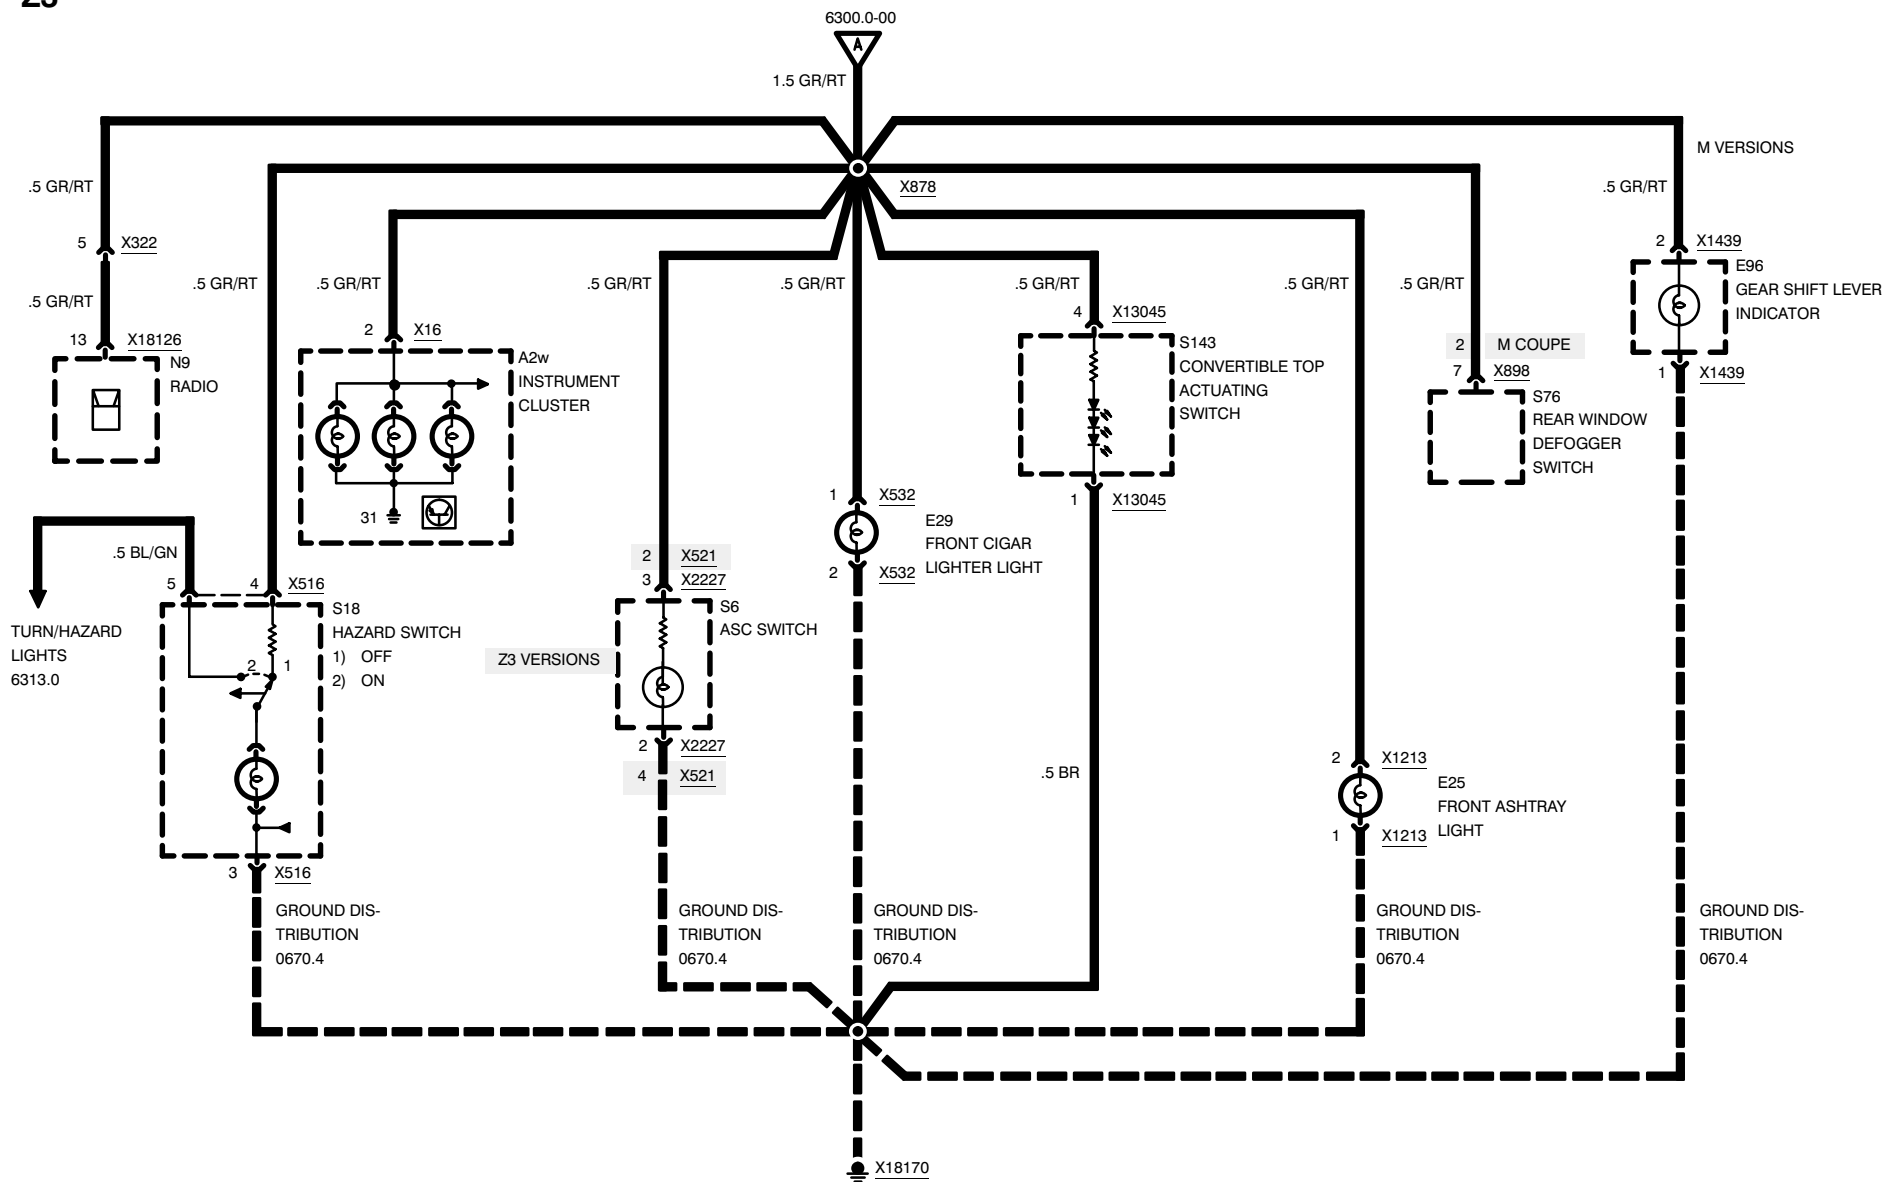 6300.0-00
A
1.5 GR/RT
M VERSIONS
.5 GR/RT
X878
.5 GR/RT
5 X322
2 X1439
E96
GEAR SHIFT LEVER
INDICATOR
.5 GR/RT
.5 GR/RT
.5 GR/RT
.5 GR/RT
.5 GR/RT
.5 GR/RT
.5 GR/RT
.5 GR/RT
13 X18126
N9
RADIO
2 X16
A2w
INSTRUMENT
CLUSTER
31
4 X13045
S143
CONVERTIBLE TOP
ACTUATING
SWITCH
1 X13045
2 M COUPE
7 X898
S76
REAR WINDOW
DEFOGGER
SWITCH
1 X1439
1 X532
E29
FRONT CIGAR
LIGHTER LIGHT
2 X532
.5 BL/GN
TURN/HAZARD
LIGHTS
6313.0
5 4 X516
S18
HAZARD SWITCH
1) OFF
2) ON
2 1
3 X516
2 X521
3 X2227
S6
ASC SWITCH
Z3 VERSIONS
2 X2227
4 X521
.5 BR
2 X1213
E25
FRONT ASHTRAY
LIGHT
1 X1213
GROUND DIS-
TRIBUTION
0670.4
GROUND DIS-
TRIBUTION
0670.4
GROUND DIS-
TRIBUTION
0670.4
GROUND DIS-
TRIBUTION
0670.4
GROUND DIS-
TRIBUTION
0670.4
X18170